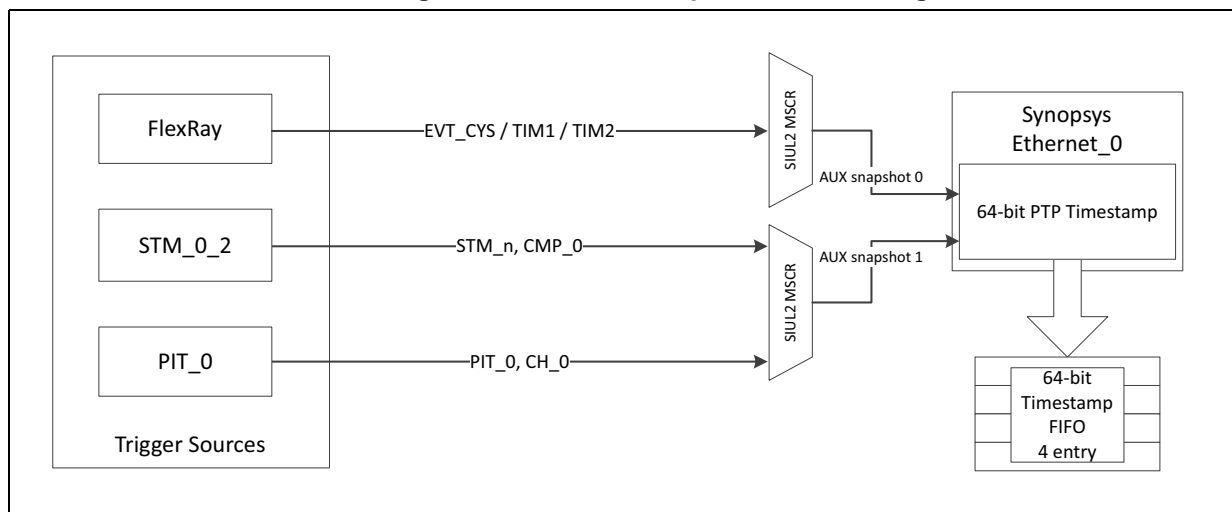 FlexRay
EVT_CYS / TIM1 / TIM2
SIUL2 MSCR
AUX snapshot 0
Synopsys
Ethernet_0
64-bit PTP Timestamp
STM_0_2
STM_n, CMP_0
SIUL2 MSCR
AUX snapshot 1
PIT_0
PIT_0, CH_0
Trigger Sources
64-bit
Timestamp
FIFO
4 entry